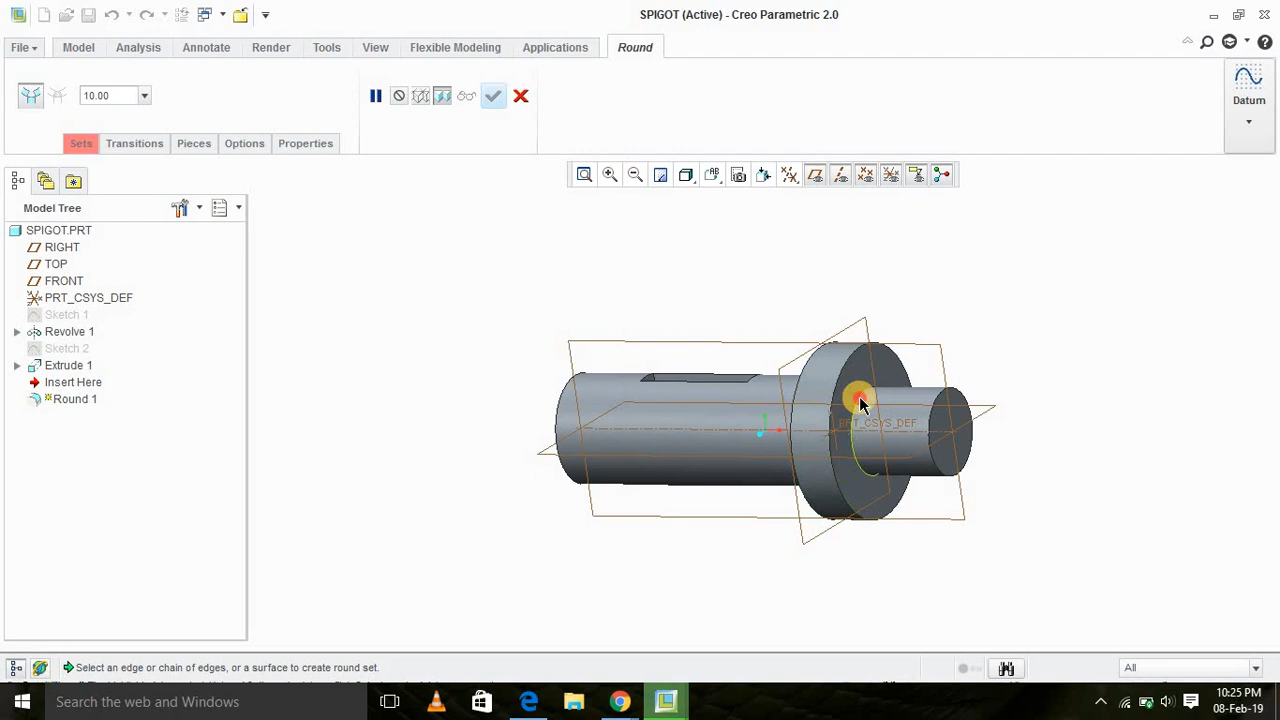 SPIGOT (Active) - Creo Parametric 2.0
File Model Analysis Annotate Render Tools View Flexible Modeling Applications Round
10.00
Datum
Sets Transitions Pieces Options Properties
Model Tree
SPIGOT.PRT
RIGHT
TOP
FRONT
PRT_CSYS_DEF
Sketch 1
Revolve 1
Sketch 2
Extrude 1
Insert Here
Round 1
PRT_CSYS_DEF
Select an edge or chain of edges, or a surface to create round set.
All
Search the web and Windows
10:25 PM
08-Feb-19